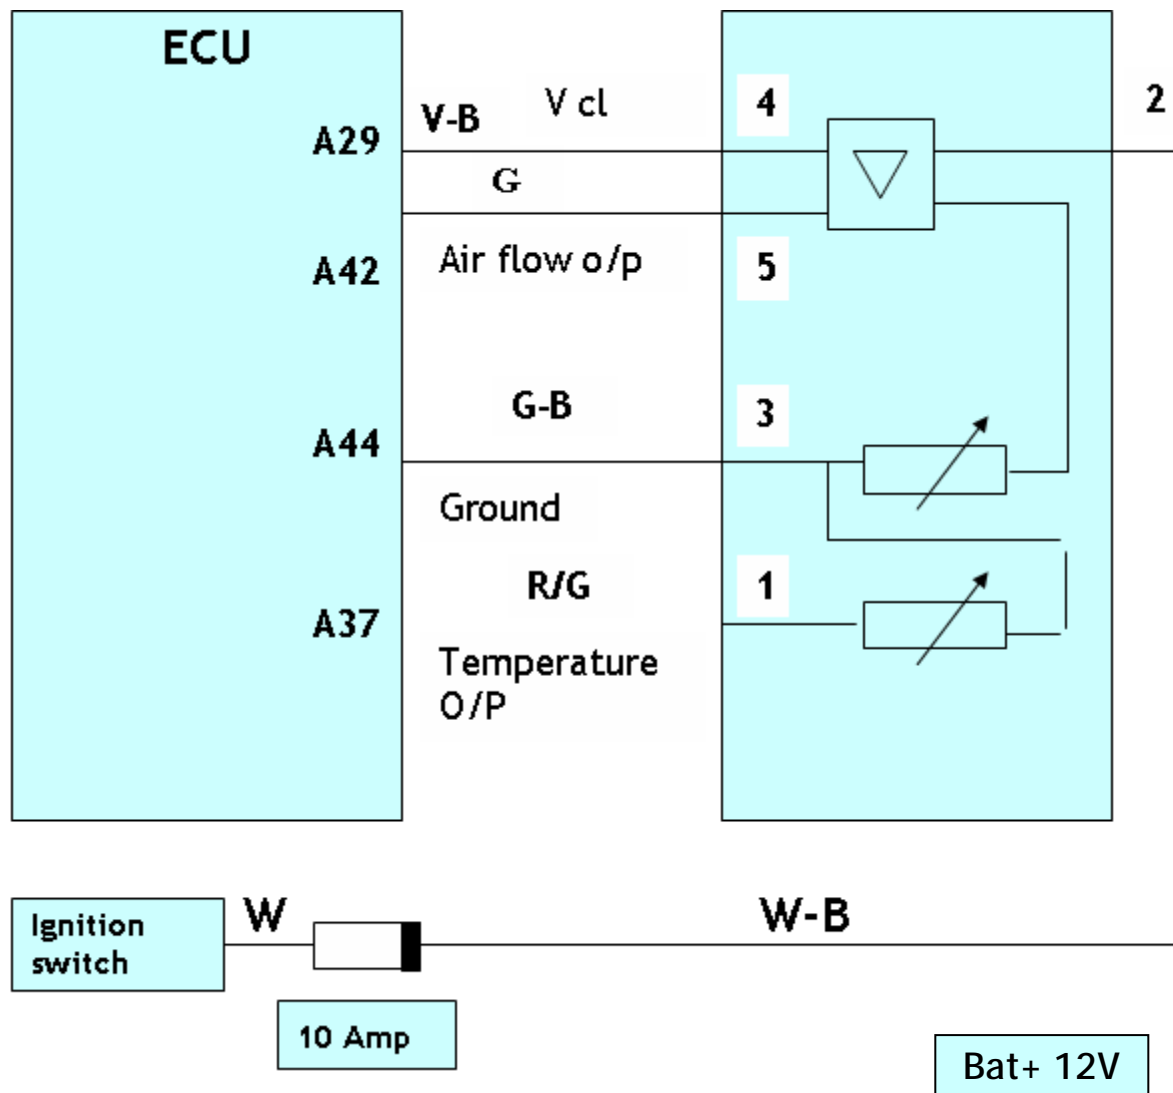 ECU
V-B
V cl
4
2
A29
G
A42
Air flow o/p
5
G-B
3
A44
Ground
R/G
1
A37
Temperature
O/P
Ignition
switch
W
W-B
10 Amp
Bat+ 12V